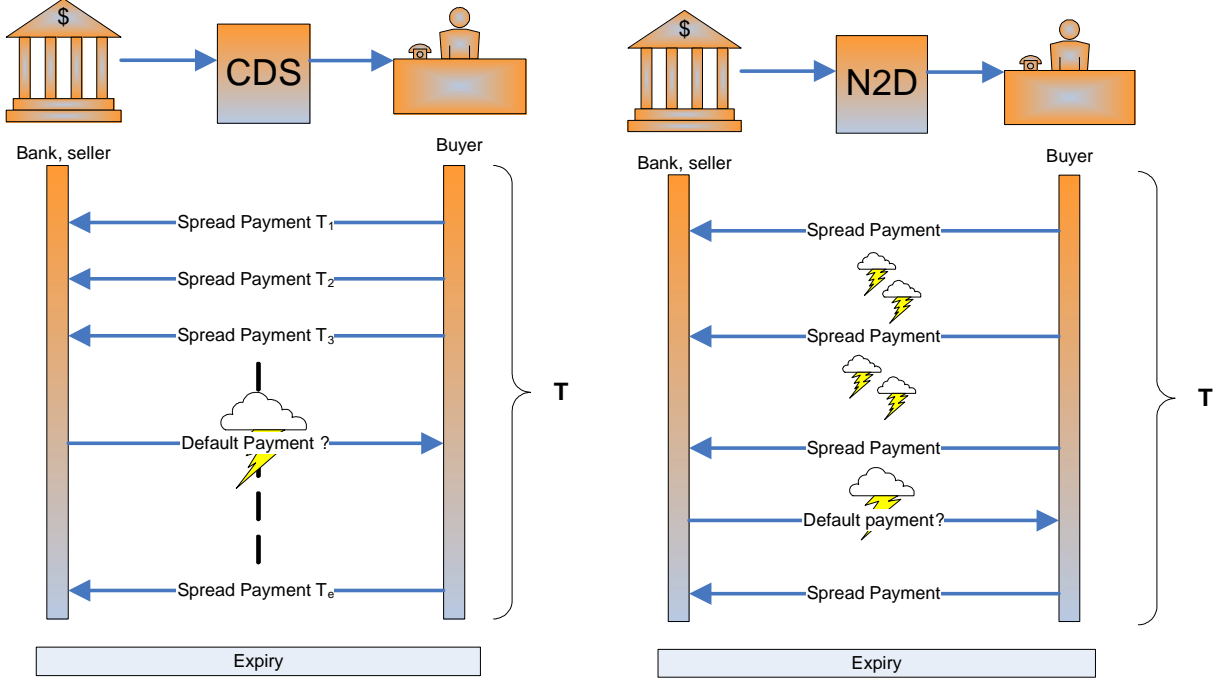 $
CDS
Bank, seller
Buyer
Spread Payment T₁
Spread Payment T₂
Spread Payment T₃
Default Payment ?
Spread Payment Tₑ
T
Expiry
$
N2D
Bank, seller
Buyer
Spread Payment
Spread Payment
Spread Payment
Default payment?
Spread Payment
T
Expiry